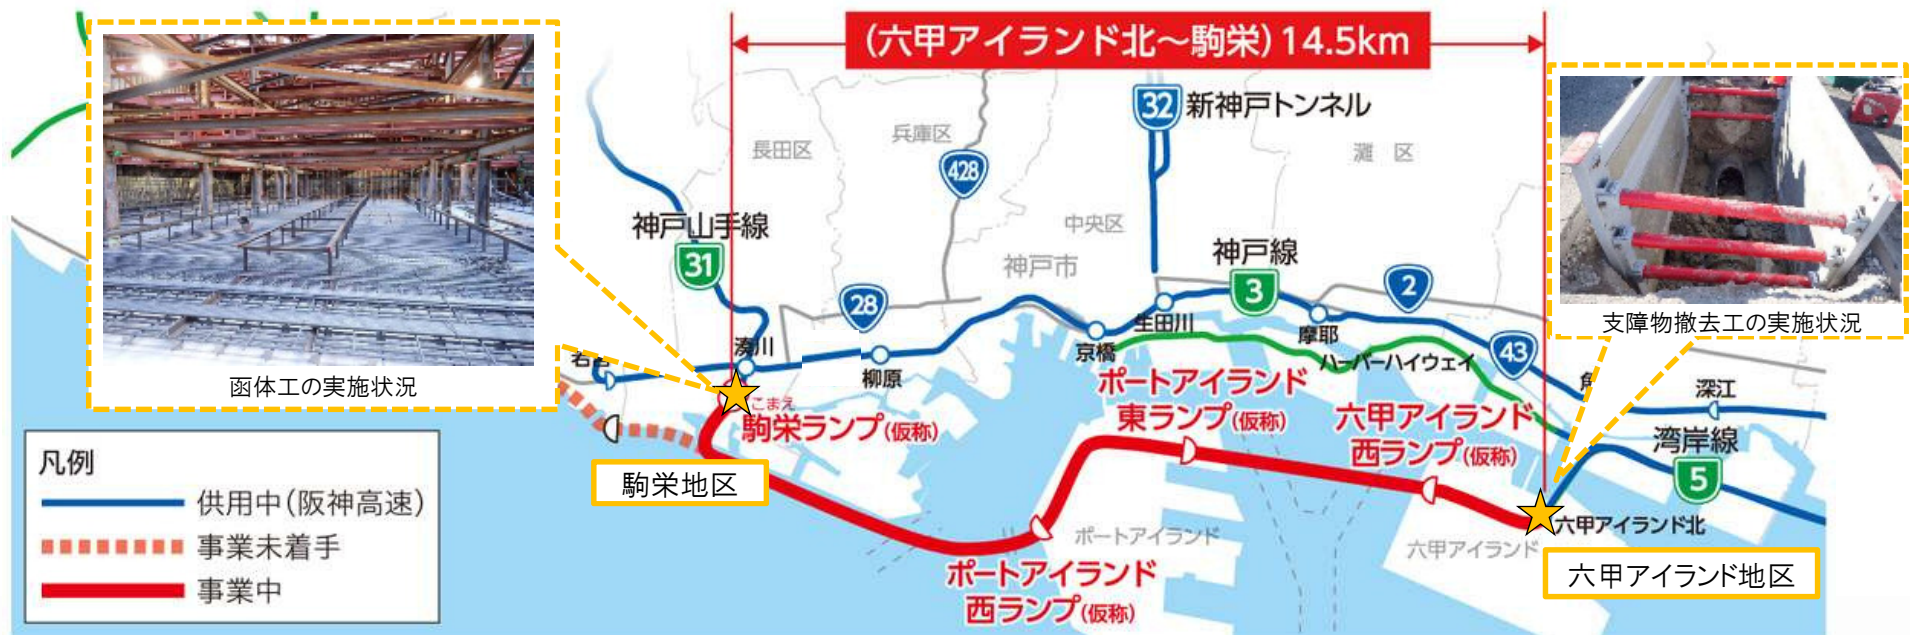 (六甲アイランド北～駒栄) 14.5km
32
新神戸トンネル
長田区
兵庫区
灘 区
428
神戸山手線
31
中央区
神戸市
神戸線
3
2
28
生田川
摩耶
支障物撤去工の実施状況
湊川
京橋
ハーバーハイウェイ
43
函体工の実施状況
柳原
ポートアイランド
東ランプ(仮称)
深江
こまえ
駒栄ランプ(仮称)
六甲アイランド
西ランプ(仮称)
湾岸線
5
凡例
駒栄地区
供用中(阪神高速)
事業未着手
事業中
ポートアイランド
六甲アイランド
六甲アイランド北
ポートアイランド
西ランプ(仮称)
六甲アイランド地区